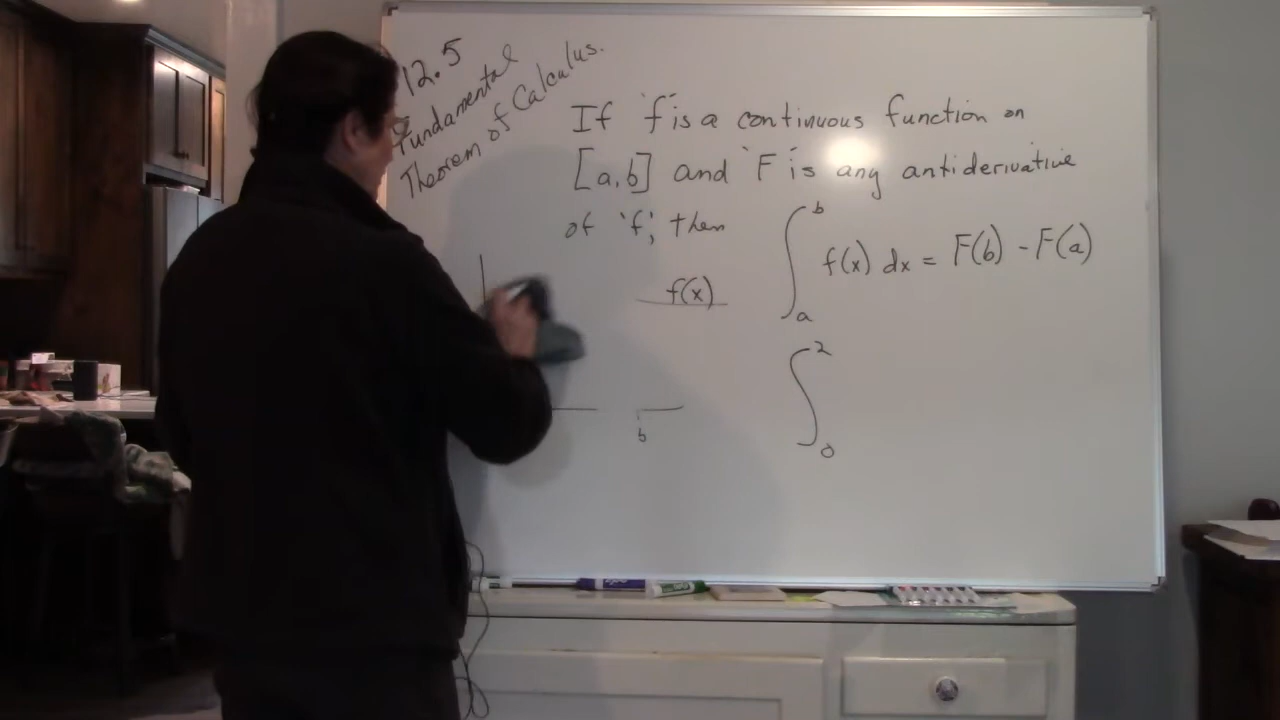 12.5
Fundamental
Theorem of Calculus.
If 'f' is a continuous function on
[a,b] and 'F' is any antiderivative
of 'f', then ∫_a^b f(x) dx = F(b) - F(a)
f(x)
∫_0^2
b